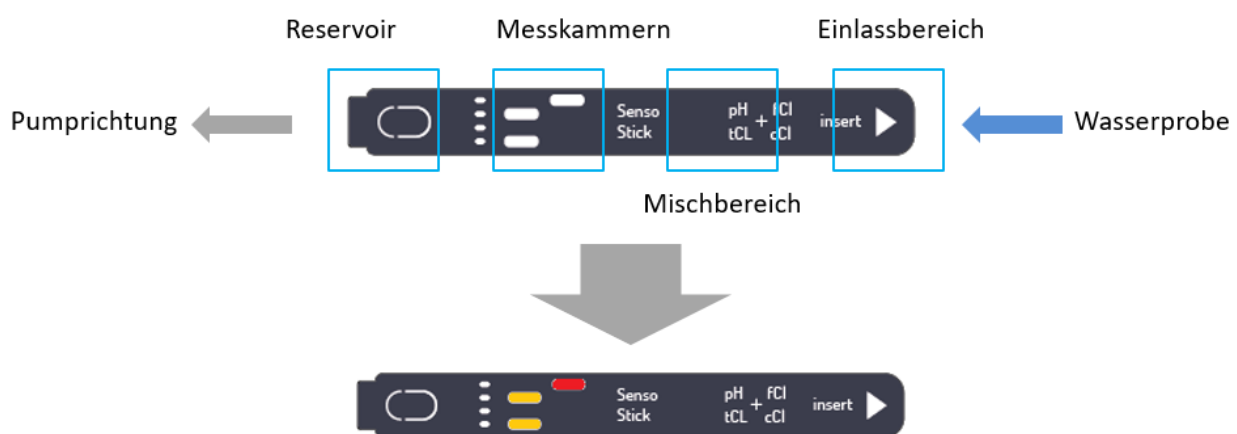 Reservoir
Messkammern
Einlassbereich
Pumprichtung
Senso
Stick
pH + fCl
tCL cCl
insert
Wasserprobe
Mischbereich
Senso
Stick
pH + fCl
tCL cCl
insert